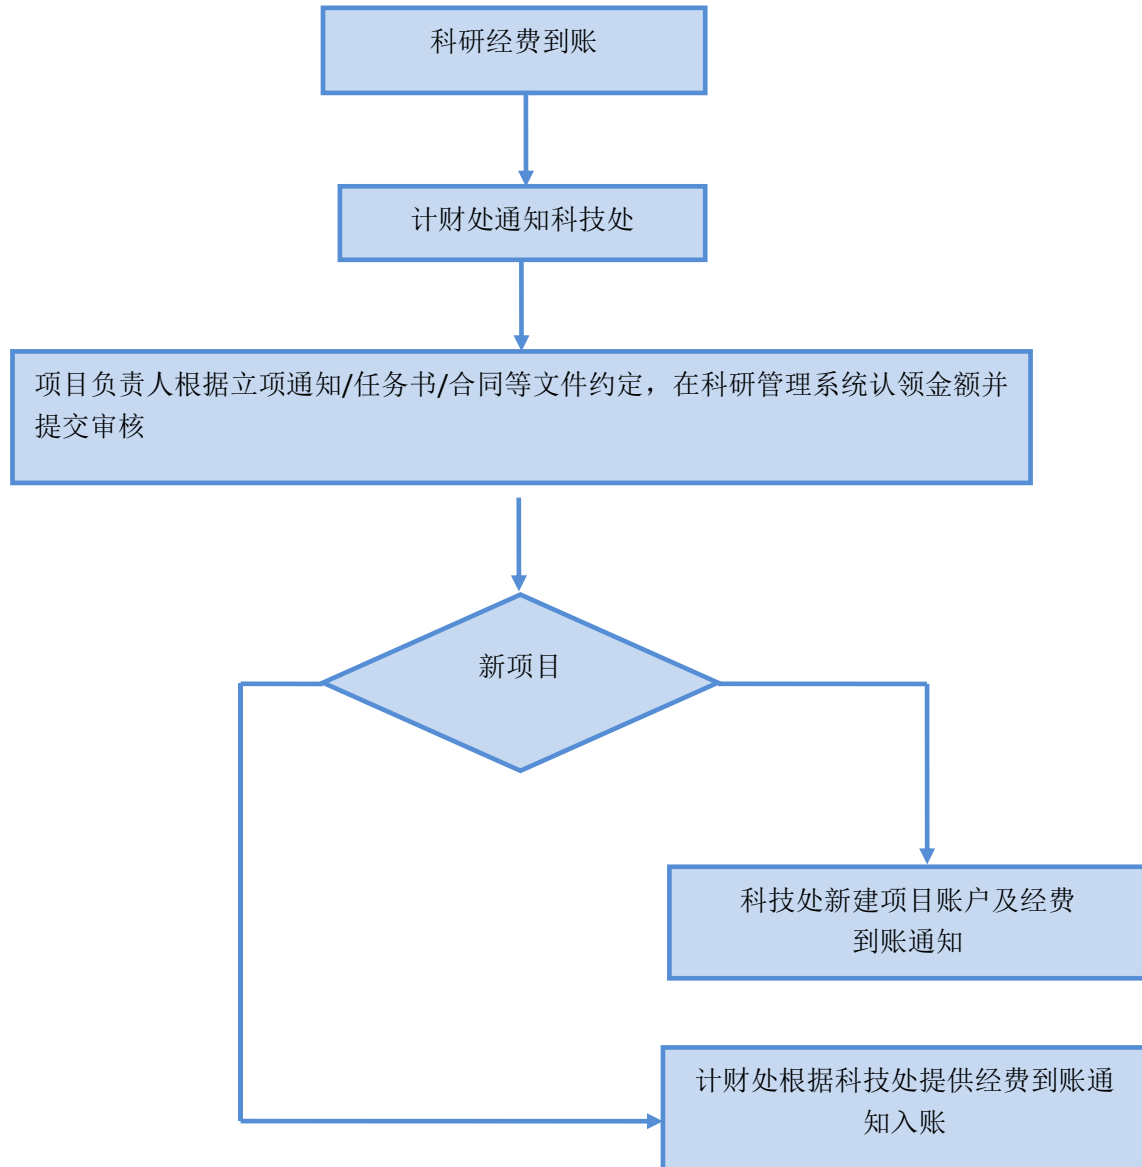 科研经费到账
计财处通知科技处
项目负责人根据立项通知/任务书/合同等文件约定，在科研管理系统认领金额并
提交审核
新项目
科技处新建项目账户及经费
到账通知
计财处根据科技处提供经费到账通
知入账